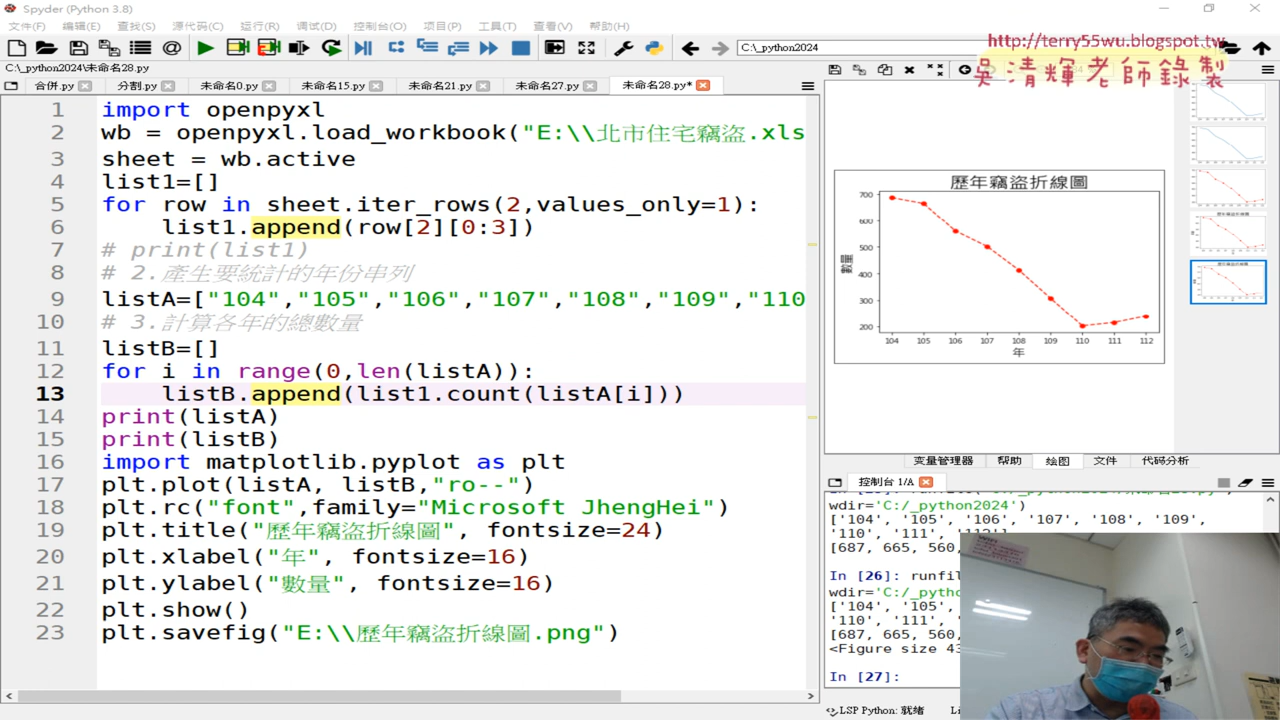 Spyder (Python 3.8)
文件(F) 编辑(E) 查找(S) 源代码(C) 运行(R) 调试(D) 控制台(O) 项目(P) 工具(T) 查看(V) 帮助(H)
C:\_python2024
http://terry55wu.blogspot.tw
吳清輝老師錄製
C:\_python2024\未命名28.py
合併.py 分割.py 未命名0.py 未命名15.py 未命名21.py 未命名27.py 未命名28.py*
1 import openpyxl
2 wb = openpyxl.load_workbook("E:\\北市住宅竊盜.xls
3 sheet = wb.active
4 list1=[]
5 for row in sheet.iter_rows(2,values_only=1):
6 list1.append(row[2][0:3])
7 # print(list1)
8 # 2.產生要統計的年份串列
9 listA=["104","105","106","107","108","109","110
10 # 3.計算各年的總數量
11 listB=[]
12 for i in range(0,len(listA)):
13 listB.append(list1.count(listA[i]))
14 print(listA)
15 print(listB)
16 import matplotlib.pyplot as plt
17 plt.plot(listA, listB,"ro--")
18 plt.rc("font",family="Microsoft JhengHei")
19 plt.title("歷年竊盜折線圖", fontsize=24)
20 plt.xlabel("年", fontsize=16)
21 plt.ylabel("數量", fontsize=16)
22 plt.show()
23 plt.savefig("E:\\歷年竊盜折線圖.png")
歷年竊盜折線圖
700
600
500
400
300
200
數量
104 105 106 107 108 109 110 111 112
年
变量管理器 帮助 绘图 文件 代码分析
控制台 1/A
wdir='C:/_python2024')
['104', '105', '106', '107', '108', '109',
'110', '111', '112']
[687, 665, 560,
In [26]: runfil
wdir='C:/_pytho
['104', '105',
'110', '111',
[687, 665, 560,
<Figure size 43
In [27]:
LSP Python: 就绪